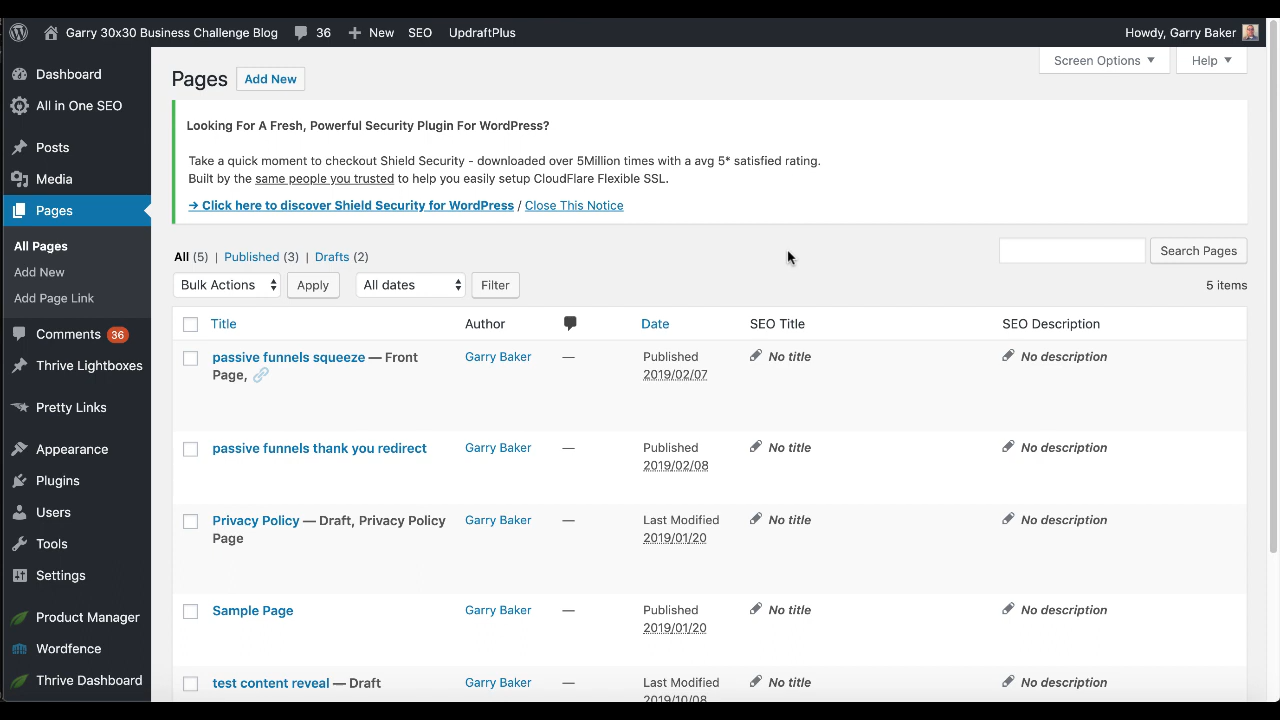 Garry 30x30 Business Challenge Blog 36 New SEO UpdraftPlus Howdy, Garry Baker
Dashboard
All in One SEO
Posts
Media
Pages
All Pages
Add New
Add Page Link
Comments 36
Thrive Lightboxes
Pretty Links
Appearance
Plugins
Users
Tools
Settings
Product Manager
Wordfence
Thrive Dashboard
Screen Options Help
Pages Add New
Looking For A Fresh, Powerful Security Plugin For WordPress?
Take a quick moment to checkout Shield Security - downloaded over 5Million times with a avg 5* satisfied rating.
Built by the same people you trusted to help you easily setup CloudFlare Flexible SSL.
→ Click here to discover Shield Security for WordPress / Close This Notice
All (5) | Published (3) | Drafts (2)
Search Pages
Bulk Actions Apply All dates Filter 5 items
Title Author Date SEO Title SEO Description
passive funnels squeeze — Front Garry Baker — Published No title No description
Page, 2019/02/07
passive funnels thank you redirect Garry Baker — Published No title No description
2019/02/08
Privacy Policy — Draft, Privacy Policy Garry Baker — Last Modified No title No description
Page 2019/01/20
Sample Page Garry Baker — Published No title No description
2019/01/20
test content reveal — Draft Garry Baker — Last Modified No title No description
2019/10/08